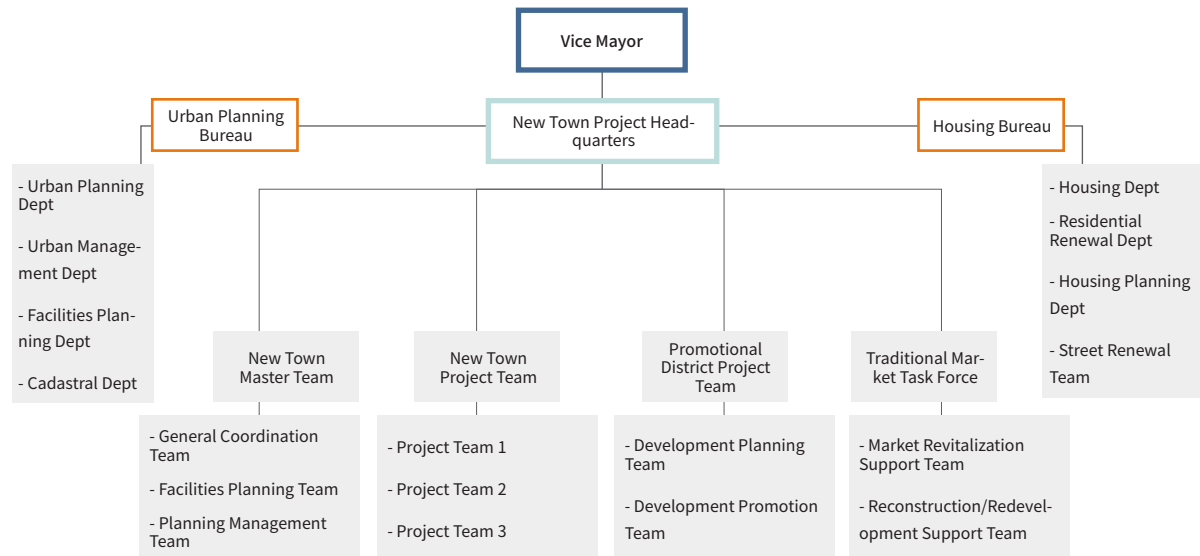 Vice Mayor
Urban Planning
Bureau
New Town Project Head-
quarters
Housing Bureau
- Urban Planning
Dept
- Urban Manage-
ment Dept
- Facilities Plan-
ning Dept
- Cadastral Dept
- Housing Dept
- Residential
Renewal Dept
- Housing Planning
Dept
- Street Renewal
Team
New Town
Master Team
New Town
Project Team
Promotional
District Project
Team
Traditional Mar-
ket Task Force
- General Coordination
Team
- Facilities Planning Team
- Planning Management
Team
- Project Team 1
- Project Team 2
- Project Team 3
- Development Planning
Team
- Development Promotion
Team
- Market Revitalization
Support Team
- Reconstruction/Redevel-
opment Support Team